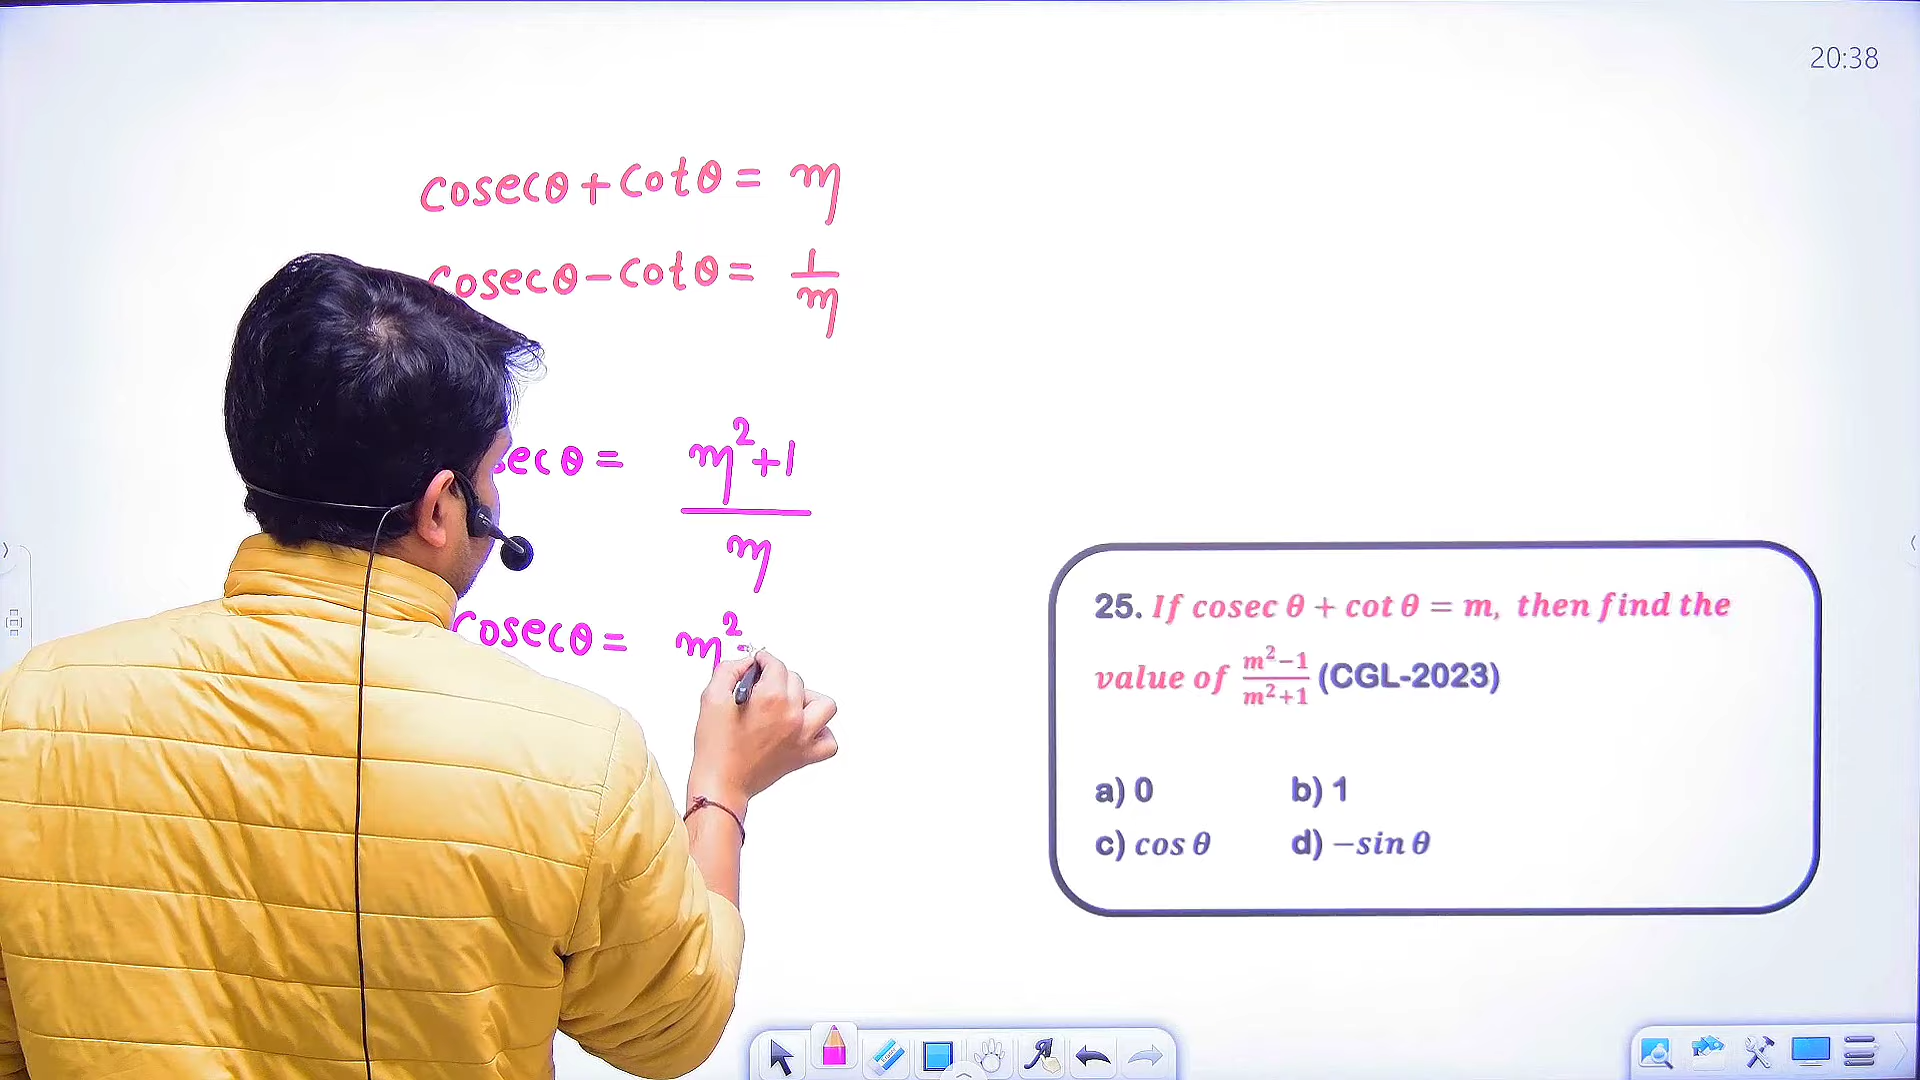 20:38
cosecθ + cotθ = m
cosecθ - cotθ = 1/m
secθ = m²+1/m
cosecθ = m²
25. If cosec θ + cot θ = m, then find the
value of m²−1/m²+1 (CGL-2023)
a) 0 b) 1
c) cos θ d) −sin θ